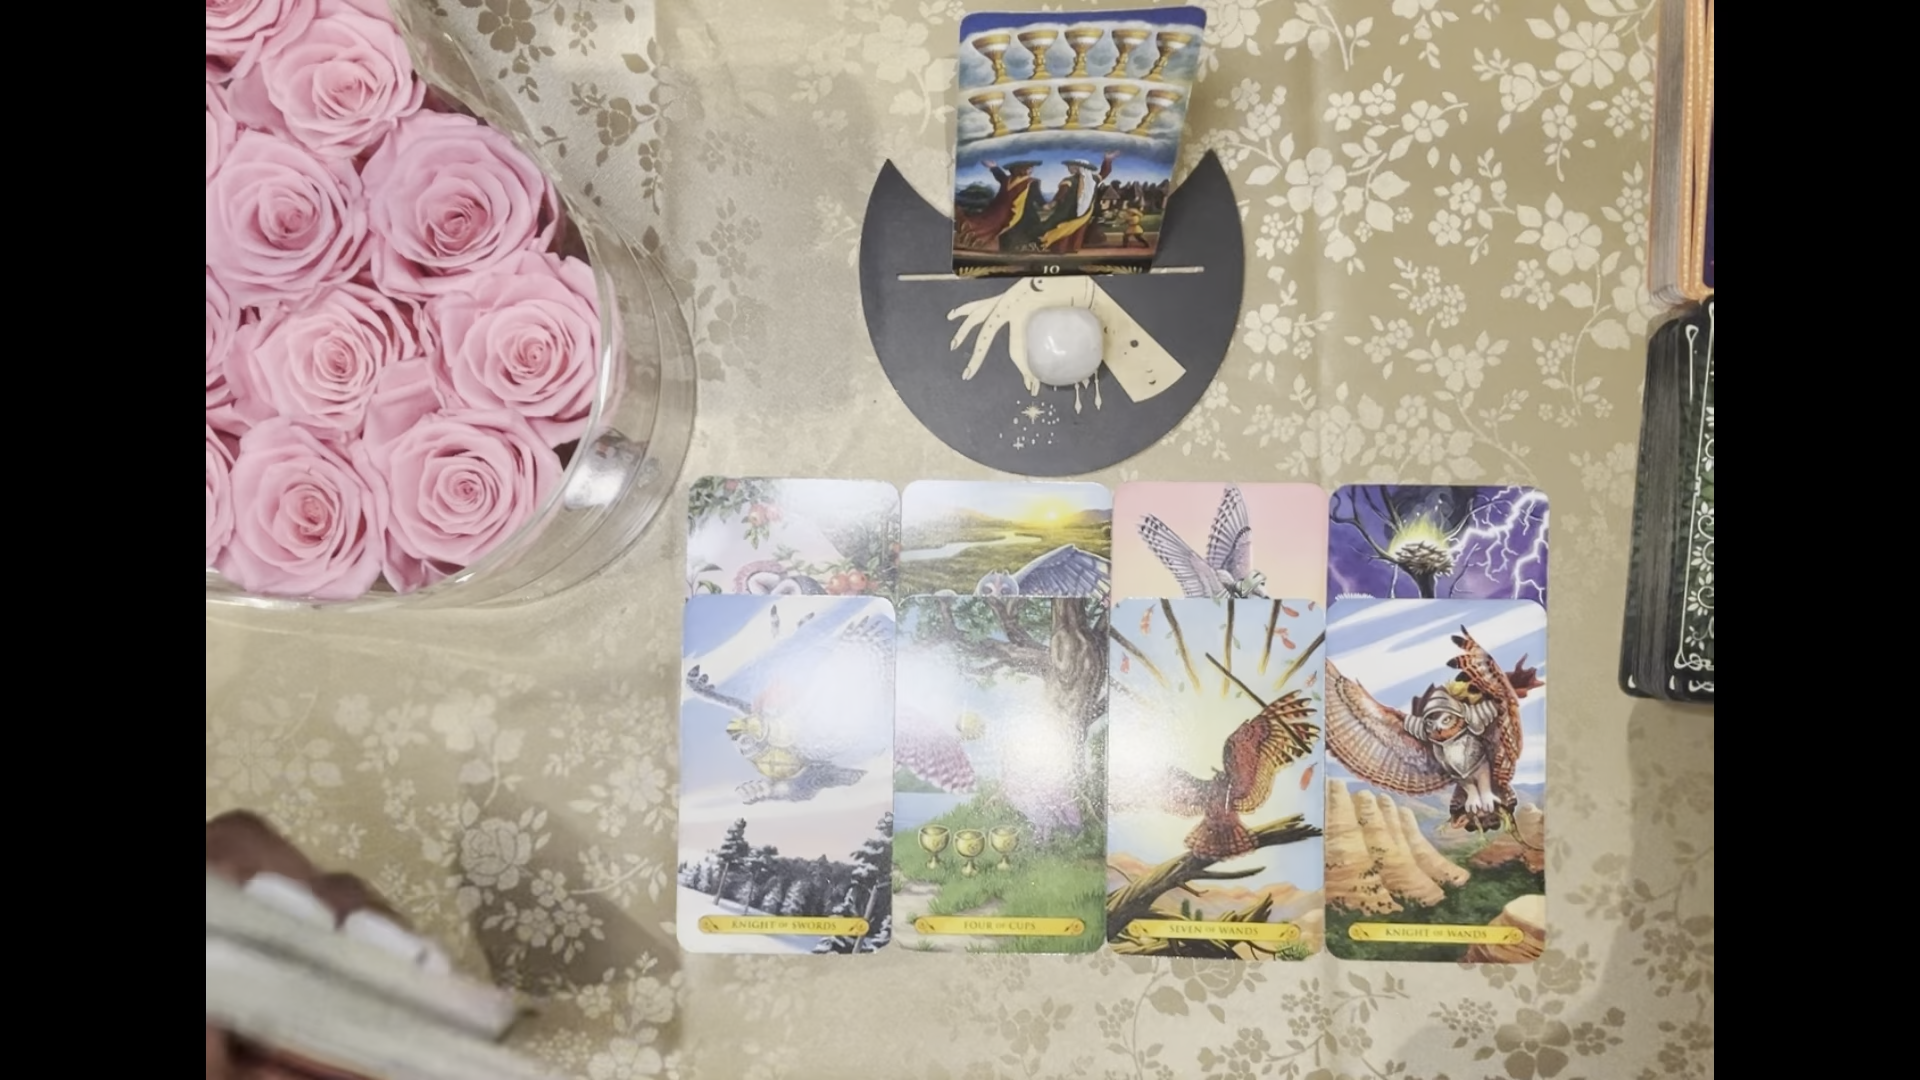 10
KNIGHT OF SWORDS
FOUR OF CUPS
SEVEN OF WANDS
KNIGHT OF WANDS